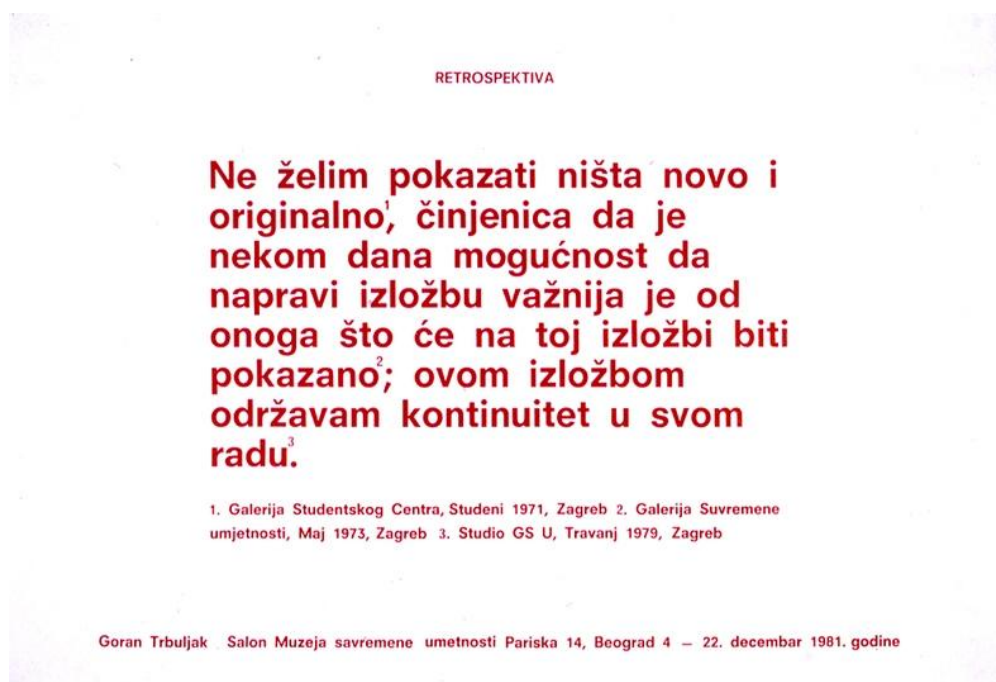 RETROSPEKTIVA
Ne želim pokazati ništa novo i
originalno¹, činjenica da je
nekom dana mogućnost da
napravi izložbu važnija je od
onoga što će na toj izložbi biti
pokazano²; ovom izložbom
održavam kontinuitet u svom
radu³.
1. Galerija Studentskog Centra, Studeni 1971, Zagreb 2. Galerija Suvremene
umjetnosti, Maj 1973, Zagreb 3. Studio GS U, Travanj 1979, Zagreb
Goran Trbuljak Salon Muzeja savremene umetnosti Pariska 14, Beograd 4 — 22. decembar 1981. godine